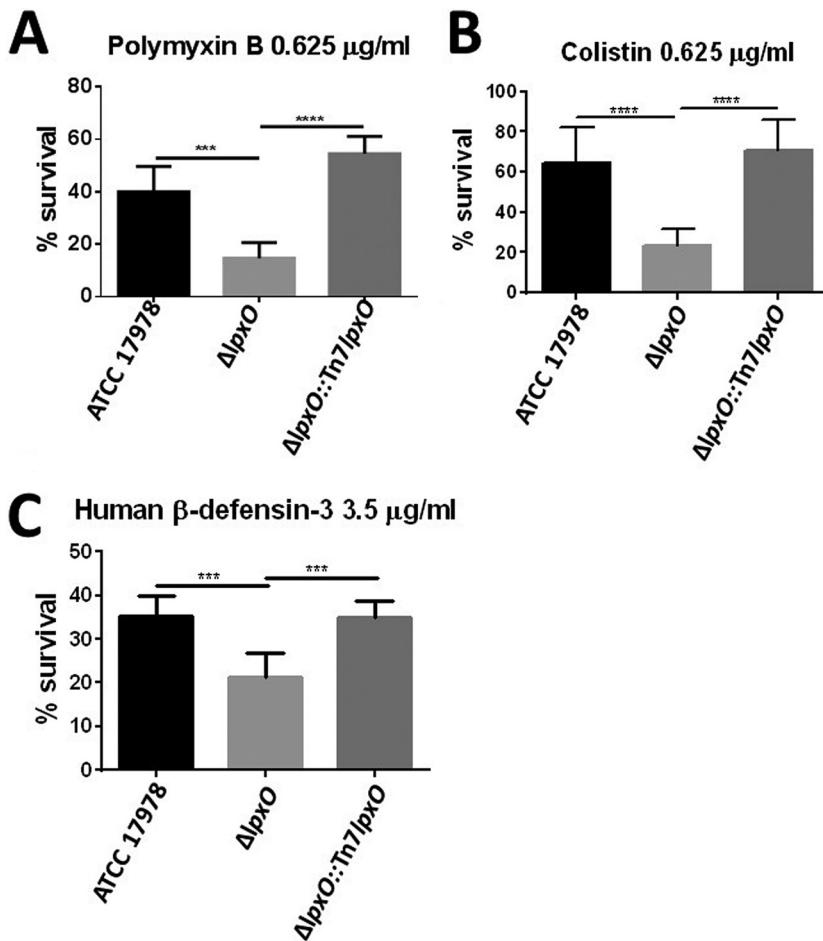 A
Polymyxin B 0.625 μg/ml
% survival
80
60
40
20
0
***
****
ATCC 17978
ΔlpxO
ΔlpxO::Tn7lpxO
B
Colistin 0.625 μg/ml
% survival
100
80
60
40
20
0
****
****
ATCC 17978
ΔlpxO
ΔlpxO::Tn7lpxO
C
Human β-defensin-3 3.5 μg/ml
% survival
50
40
30
20
10
0
***
***
ATCC 17978
ΔlpxO
ΔlpxO::Tn7lpxO